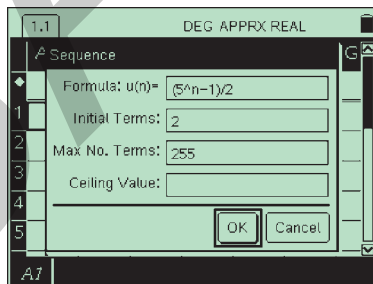 1.1 DEG APPRX REAL
A Sequence G
Formula: u(n)= (5^n-1)/2
1 Initial Terms: 2
2 Max No. Terms: 255
3
Ceiling Value:
4
5 OK Cancel
A1